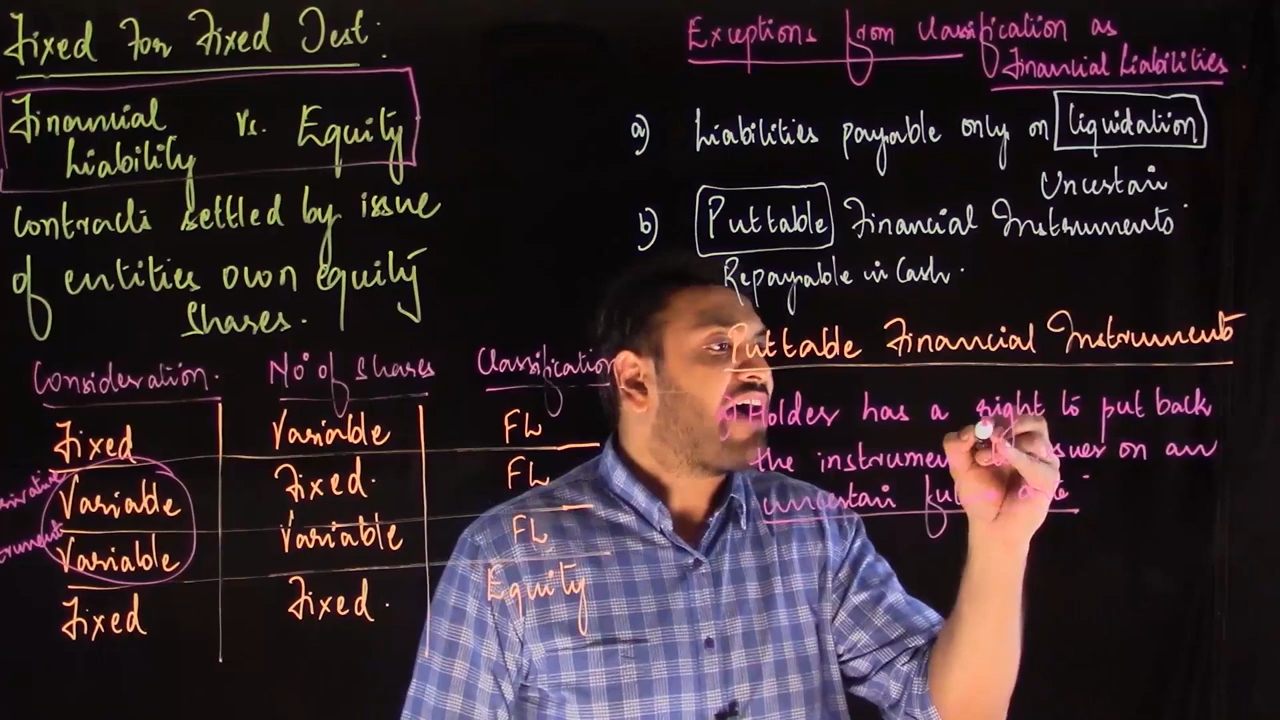 Fixed For Fixed Test:
Financial Liability vs. Equity
Contracts settled by issue
of entities own equity
shares.
Consideration. No of shares Classification
Fixed Variable FL
Variable Fixed. FL
Variable Variable FL
Fixed Fixed. Equity
Exceptions from classification as
Financial Liabilities.
a) Liabilities payable only on liquidation
Uncertain
b) Puttable Financial Instruments
Repayable in Cash.
Puttable Financial Instruments
Holder has a right to put back
the on an
uncertain